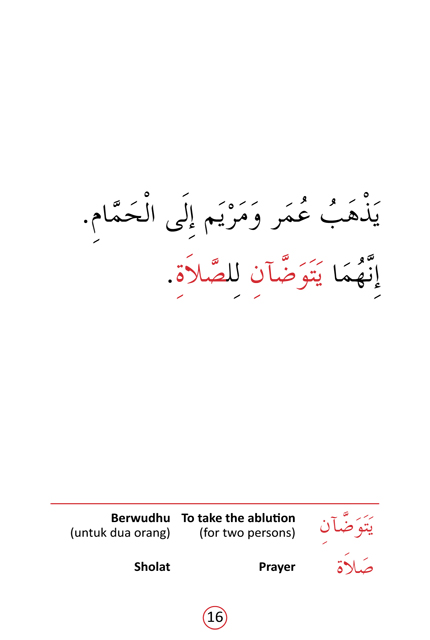 يَذْهَبُ عُمَر وَمَرْيَم إِلَى الْحَمَّامِ.
إِنَّهُمَا يَتَوَضَّآنِ لِلصَّلاَةِ.
يَتَوَضَّآنِ To take the ablution Berwudhu
(for two persons) (untuk dua orang)
صَلاَة Prayer Sholat
16